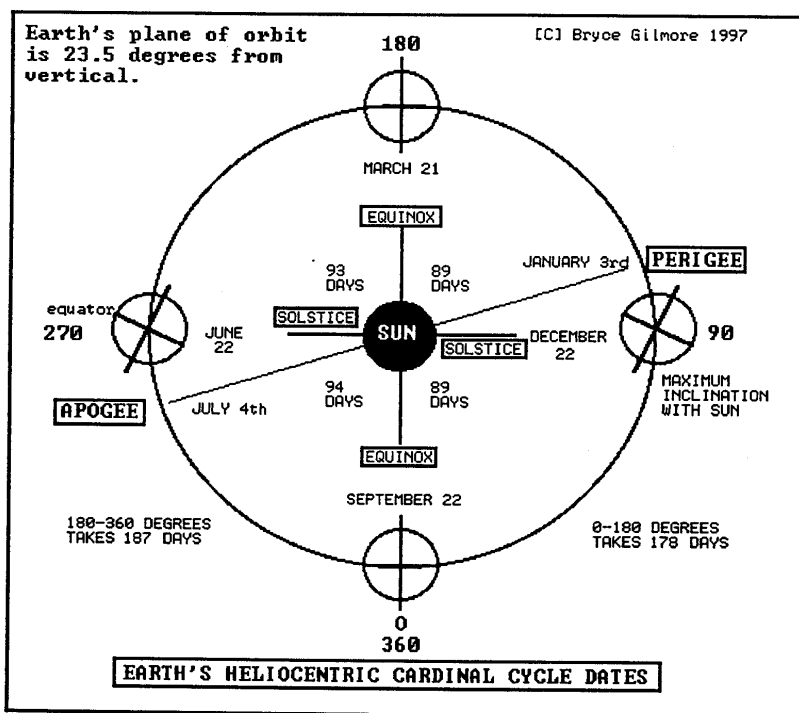 Earth's plane of orbit
is 23.5 degrees from
vertical.
180
[C] Bryce Gilmore 1997
MARCH 21
EQUINOX
JANUARY 3rd
PERIGEE
93
DAYS
89
DAYS
equator
270
JUNE
22
SOLSTICE
SUN
SOLSTICE
DECEMBER
22
90
MAXIMUM
INCLINATION
WITH SUN
APOGEE
JULY 4th
94
DAYS
89
DAYS
EQUINOX
SEPTEMBER 22
180-360 DEGREES
TAKES 187 DAYS
0-180 DEGREES
TAKES 178 DAYS
0
360
EARTH'S HELIOCENTRIC CARDINAL CYCLE DATES